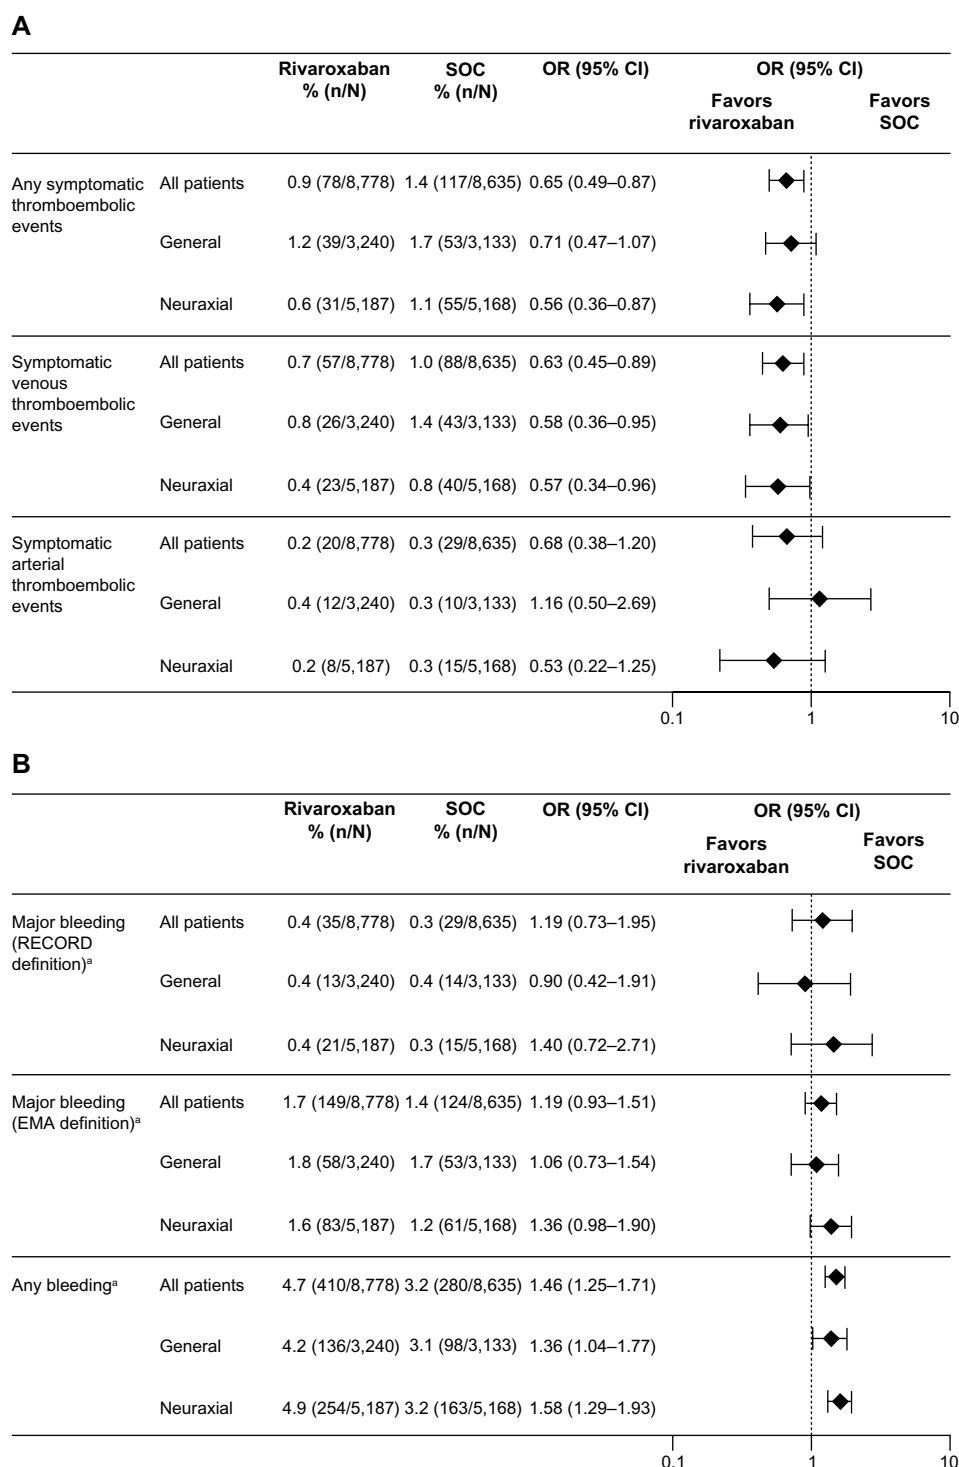 A
Rivaroxaban SOC OR (95% CI) OR (95% CI)
% (n/N) % (n/N)
Favors Favors
rivaroxaban SOC
Any symptomatic All patients 0.9 (78/8,778) 1.4 (117/8,635) 0.65 (0.49–0.87)
thromboembolic
events
General 1.2 (39/3,240) 1.7 (53/3,133) 0.71 (0.47–1.07)
Neuraxial 0.6 (31/5,187) 1.1 (55/5,168) 0.56 (0.36–0.87)
Symptomatic All patients 0.7 (57/8,778) 1.0 (88/8,635) 0.63 (0.45–0.89)
venous
thromboembolic
events General 0.8 (26/3,240) 1.4 (43/3,133) 0.58 (0.36–0.95)
Neuraxial 0.4 (23/5,187) 0.8 (40/5,168) 0.57 (0.34–0.96)
Symptomatic All patients 0.2 (20/8,778) 0.3 (29/8,635) 0.68 (0.38–1.20)
arterial
thromboembolic
events General 0.4 (12/3,240) 0.3 (10/3,133) 1.16 (0.50–2.69)
Neuraxial 0.2 (8/5,187) 0.3 (15/5,168) 0.53 (0.22–1.25)
0.1 1 10
B
Rivaroxaban SOC OR (95% CI) OR (95% CI)
% (n/N) % (n/N)
Favors Favors
rivaroxaban SOC
Major bleeding All patients 0.4 (35/8,778) 0.3 (29/8,635) 1.19 (0.73–1.95)
(RECORD
definition)ᵃ
General 0.4 (13/3,240) 0.4 (14/3,133) 0.90 (0.42–1.91)
Neuraxial 0.4 (21/5,187) 0.3 (15/5,168) 1.40 (0.72–2.71)
Major bleeding All patients 1.7 (149/8,778) 1.4 (124/8,635) 1.19 (0.93–1.51)
(EMA definition)ᵃ
General 1.8 (58/3,240) 1.7 (53/3,133) 1.06 (0.73–1.54)
Neuraxial 1.6 (83/5,187) 1.2 (61/5,168) 1.36 (0.98–1.90)
Any bleedingᵃ All patients 4.7 (410/8,778) 3.2 (280/8,635) 1.46 (1.25–1.71)
General 4.2 (136/3,240) 3.1 (98/3,133) 1.36 (1.04–1.77)
Neuraxial 4.9 (254/5,187) 3.2 (163/5,168) 1.58 (1.29–1.93)
0.1 1 10